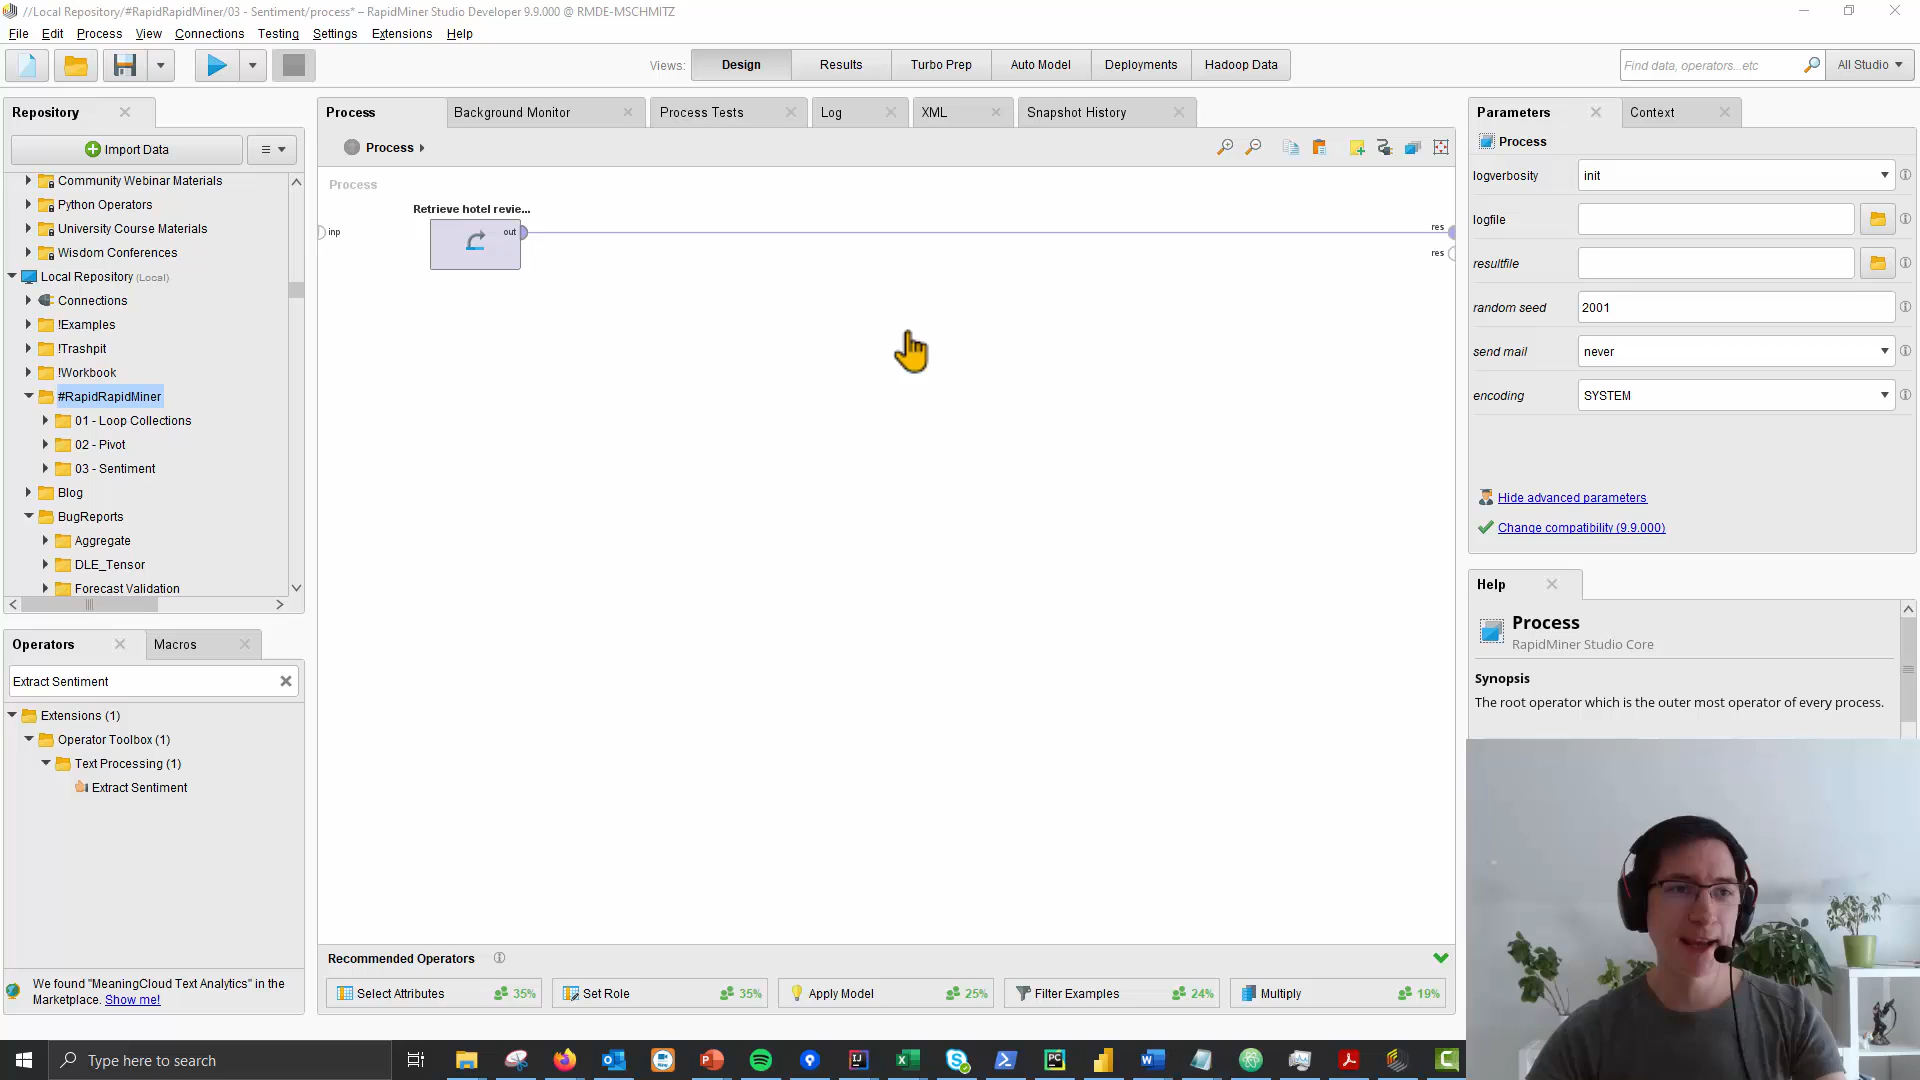 //Local Repository/#RapidRapidMiner/03 - Sentiment/process* – RapidMiner Studio Developer 9.9.000 @ RMDE-MSCHMITZ
File Edit Process View Connections Testing Settings Extensions Help
Views: Design Results Turbo Prep Auto Model Deployments Hadoop Data
Find data, operators...etc All Studio
Repository
Import Data
Community Webinar Materials
Python Operators
University Course Materials
Wisdom Conferences
Local Repository (Local)
Connections
!Examples
!Trashpit
!Workbook
#RapidRapidMiner
01 - Loop Collections
02 - Pivot
03 - Sentiment
Blog
BugReports
Aggregate
DLE_Tensor
Forecast Validation
Operators Macros
Extract Sentiment
Extensions (1)
Operator Toolbox (1)
Text Processing (1)
Extract Sentiment
We found "MeaningCloud Text Analytics" in the
Marketplace. Show me!
Process Background Monitor Process Tests Log XML Snapshot History
Process
Process
Retrieve hotel revie...
inp out res
res
Recommended Operators
Select Attributes 35% Set Role 35% Apply Model 25% Filter Examples 24% Multiply 19%
Parameters Context
Process
logverbosity init
logfile
resultfile
random seed 2001
send mail never
encoding SYSTEM
Hide advanced parameters
Change compatibility (9.9.000)
Help
Process
RapidMiner Studio Core
Synopsis
The root operator which is the outer most operator of every process.
Type here to search